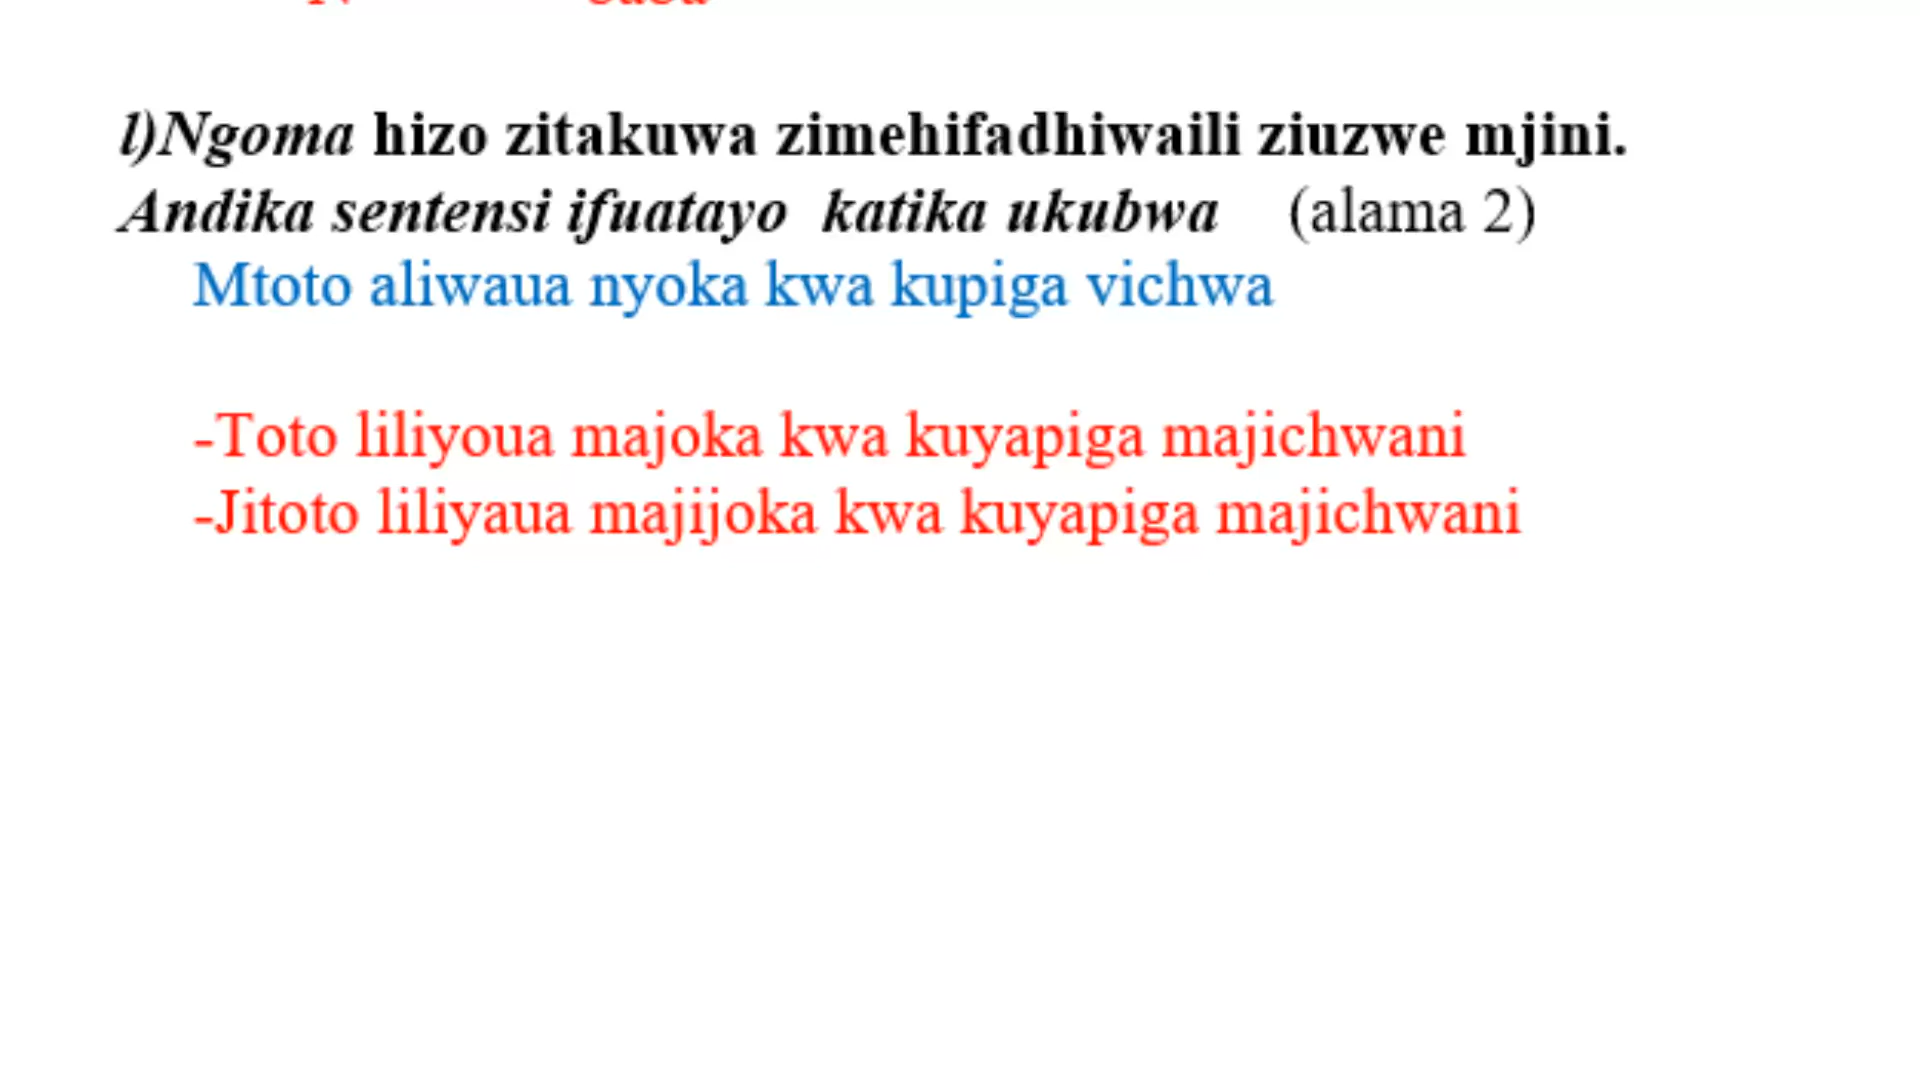 l)Ngoma hizo zitakuwa zimehifadhiwaili ziuzwe mjini.
Andika sentensi ifuatayo katika ukubwa (alama 2)
Mtoto aliwaua nyoka kwa kupiga vichwa
-Toto liliyoua majoka kwa kuyapiga majichwani
-Jitoto liliyaua majijoka kwa kuyapiga majichwani